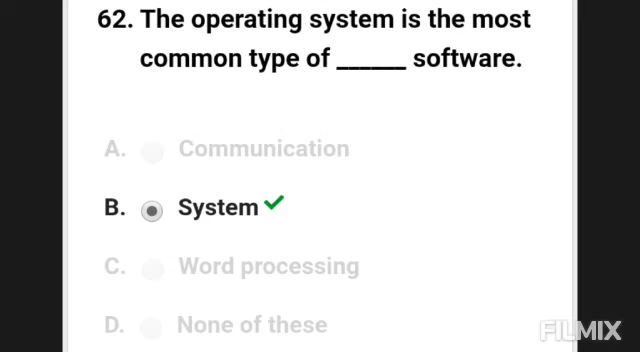 62. The operating system is the most
common type of ______ software.
A. Communication
B. System
C. Word processing
D. None of these
FILMIX